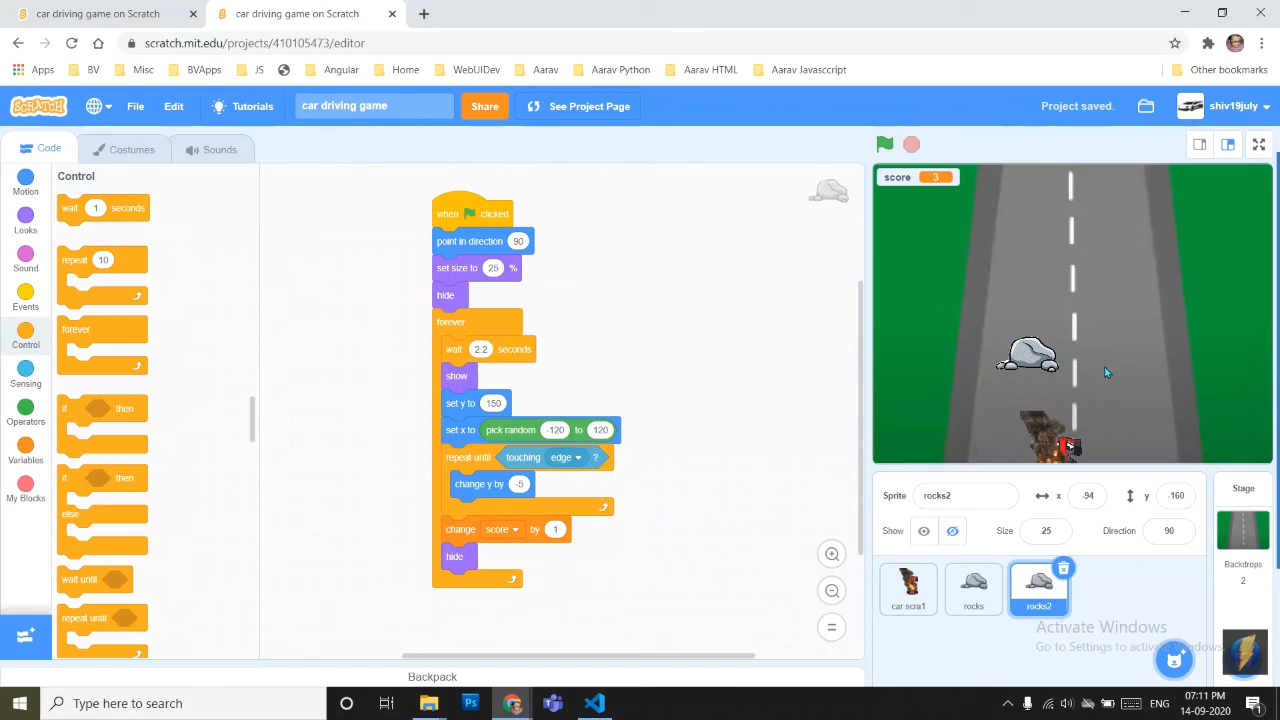 car driving game on Scratch
car driving game on Scratch
scratch.mit.edu/projects/410105473/editor
Apps BV Misc BVApps JS Angular Home WebUIDev Aarav Aarav Python Aarav HTML Aarav Javasccript Other bookmarks
SCRATCH File Edit Tutorials car driving game Share See Project Page Project saved. shiv19july
Code Costumes Sounds
Motion
Looks
Sound
Events
Control
Sensing
Operators
Variables
My Blocks
Control
wait 1 seconds
repeat 10
forever
if then
if then
else
wait until
repeat until
when clicked
point in direction 90
set size to 25 %
hide
forever
wait 2.2 seconds
show
set y to 150
set x to pick random -120 to 120
repeat until touching edge ?
change y by -5
change score by 1
hide
score 3
Sprite rocks2 x -94 y -160
Show Size 25 Direction 90
car scra1
rocks
rocks2
Stage
Backdrops
2
Activate Windows
Go to Settings to activate Windows.
Backpack
Type here to search
Ps
ENG
07:11 PM
14-09-2020
1